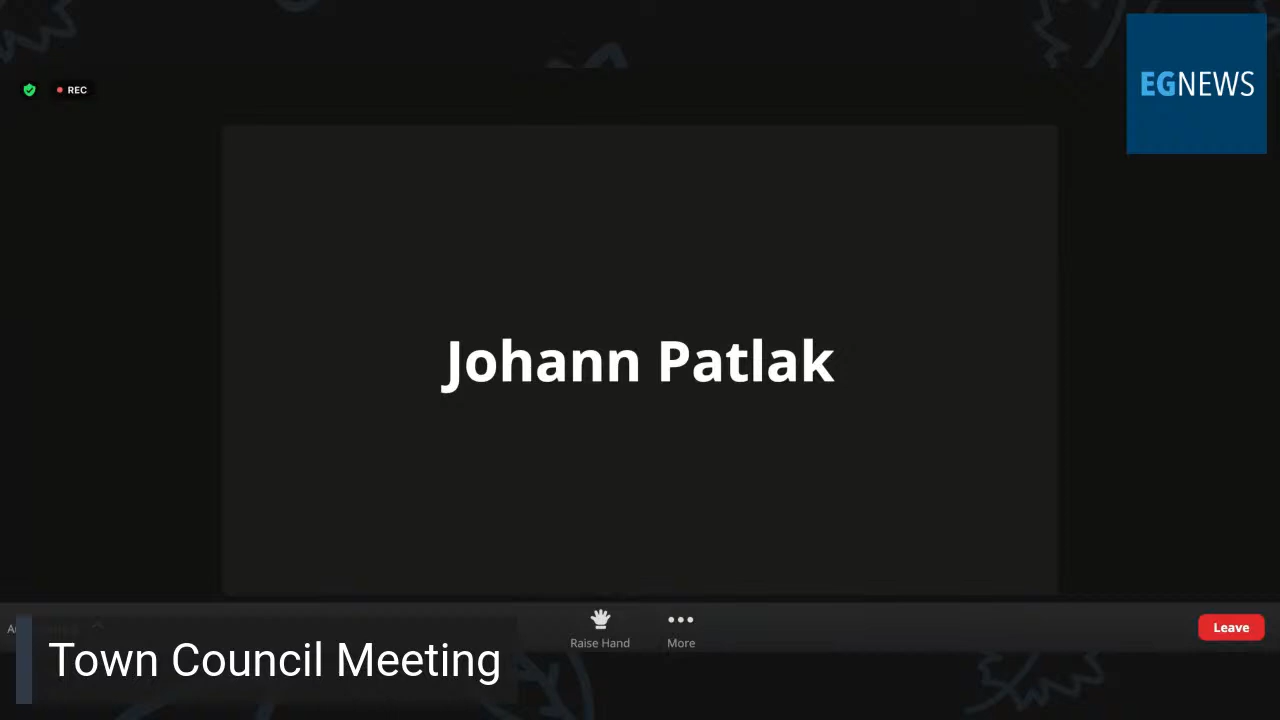 REC
EGNEWS
Johann Patlak
Raise Hand
More
Leave
Town Council Meeting